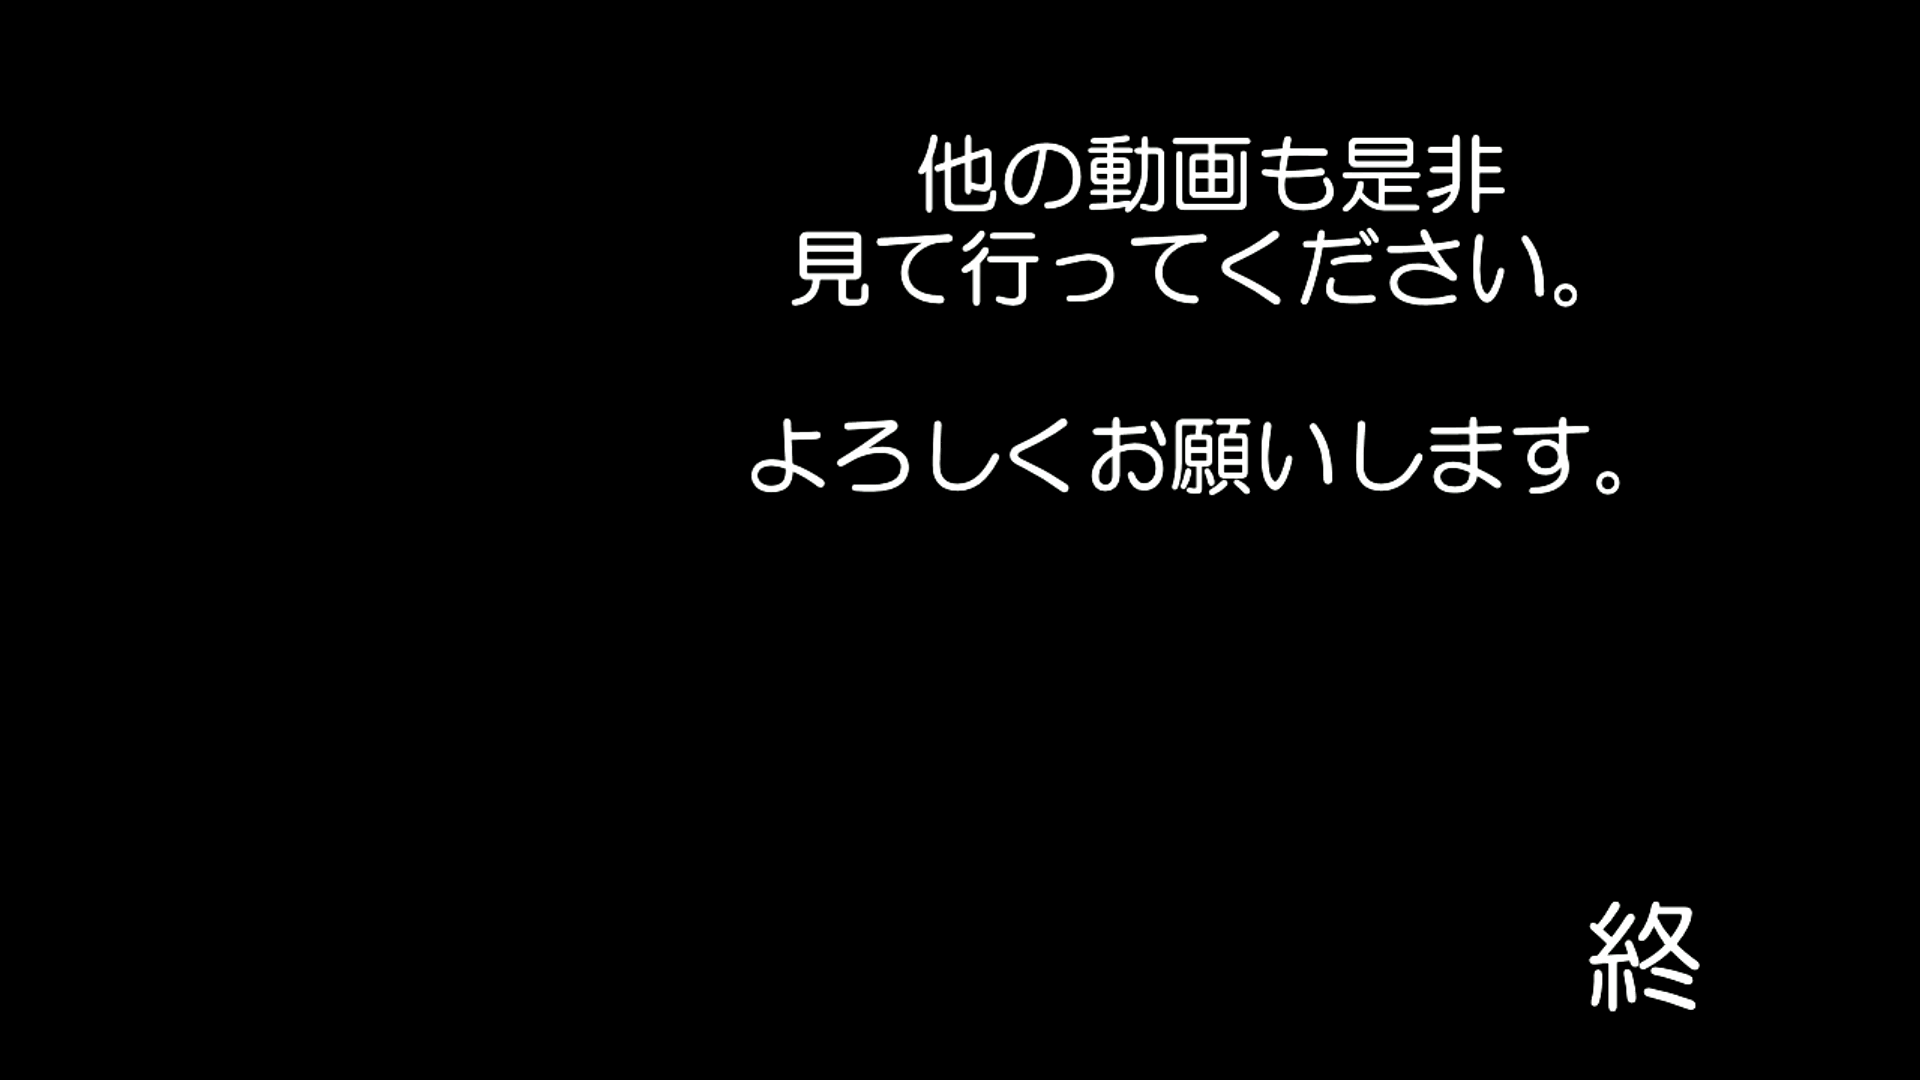 他の動画も是非
見て行ってください。
よろしくお願いします。
終